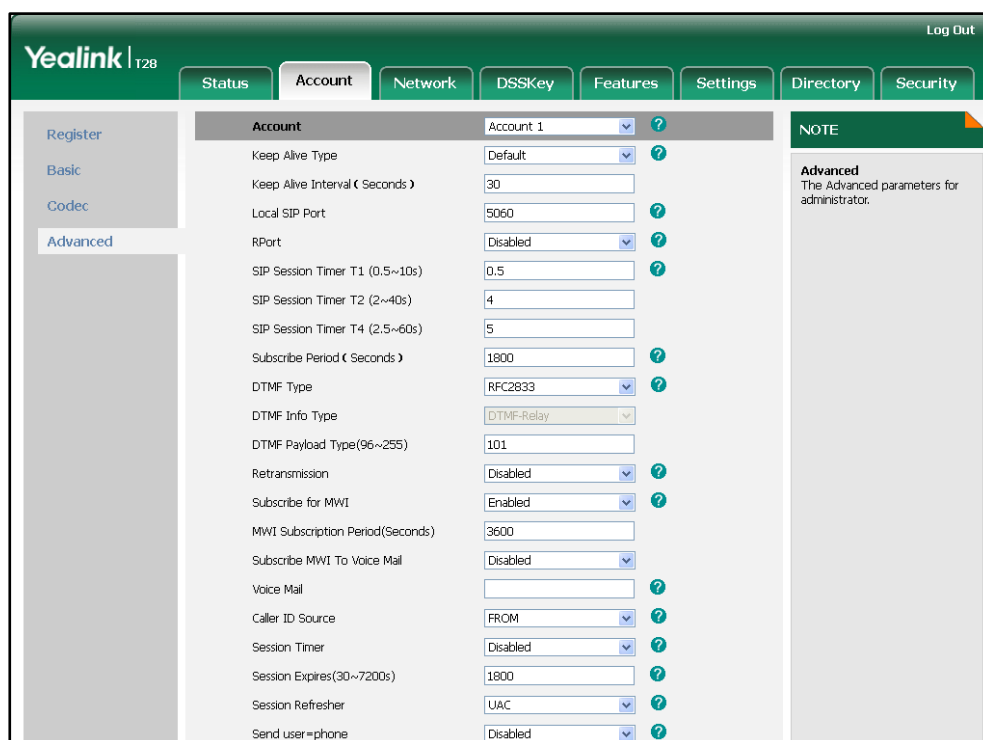 Log Out
Yealink T28
Status Account Network DSSKey Features Settings Directory Security
Register
Basic
Codec
Advanced
Account Account 1 ?
Keep Alive Type Default ?
Keep Alive Interval ( Seconds ) 30
Local SIP Port 5060 ?
RPort Disabled ?
SIP Session Timer T1 (0.5~10s) 0.5 ?
SIP Session Timer T2 (2~40s) 4
SIP Session Timer T4 (2.5~60s) 5
Subscribe Period ( Seconds ) 1800 ?
DTMF Type RFC2833 ?
DTMF Info Type DTMF-Relay
DTMF Payload Type(96~255) 101
Retransmission Disabled ?
Subscribe for MWI Enabled ?
MWI Subscription Period(Seconds) 3600
Subscribe MWI To Voice Mail Disabled
Voice Mail ?
Caller ID Source FROM ?
Session Timer Disabled ?
Session Expires(30~7200s) 1800 ?
Session Refresher UAC ?
Send user=phone Disabled ?
NOTE
Advanced
The Advanced parameters for
administrator.